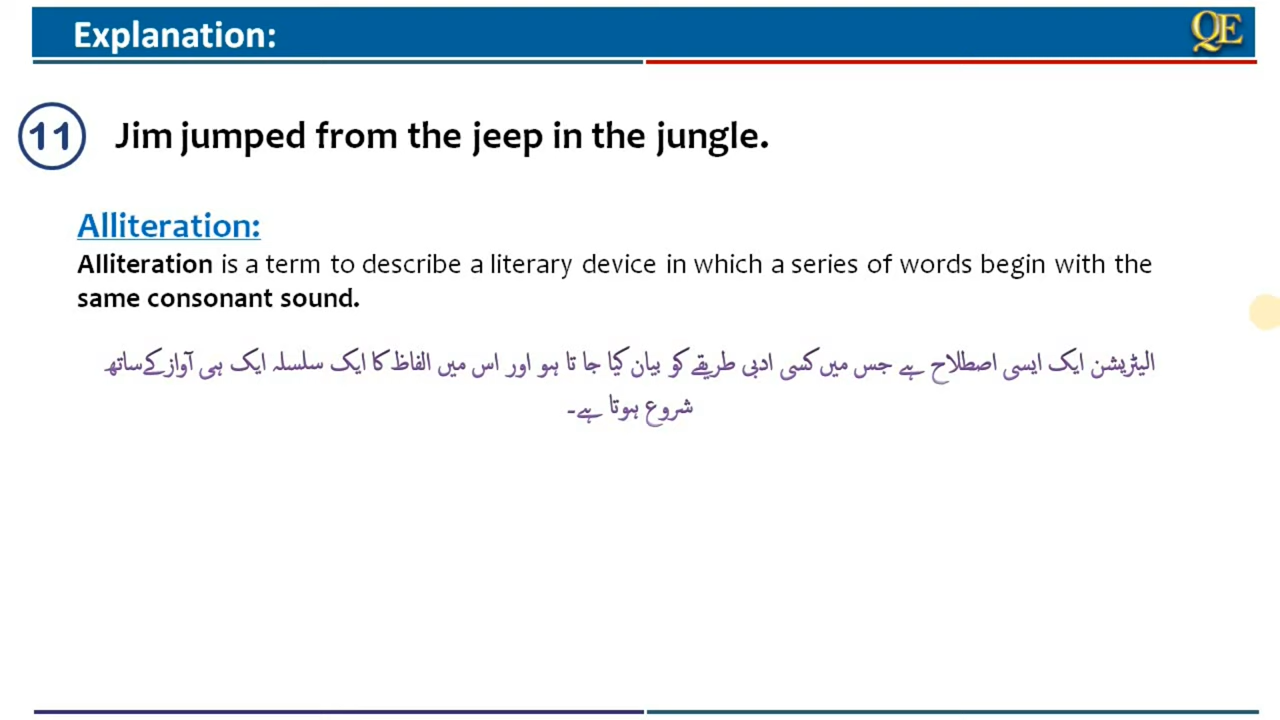 Explanation:
QE
11
Jim jumped from the jeep in the jungle.
Alliteration:
Alliteration is a term to describe a literary device in which a series of words begin with the
same consonant sound.
الیٹریشن ایک ایسی اصطلاح ہے جس میں کسی ادبی طریقے کو بیان کیا جا تا ہو اور اس میں الفاظ کا ایک سلسلہ ایک ہی آواز کے ساتھ
شروع ہوتا ہے۔